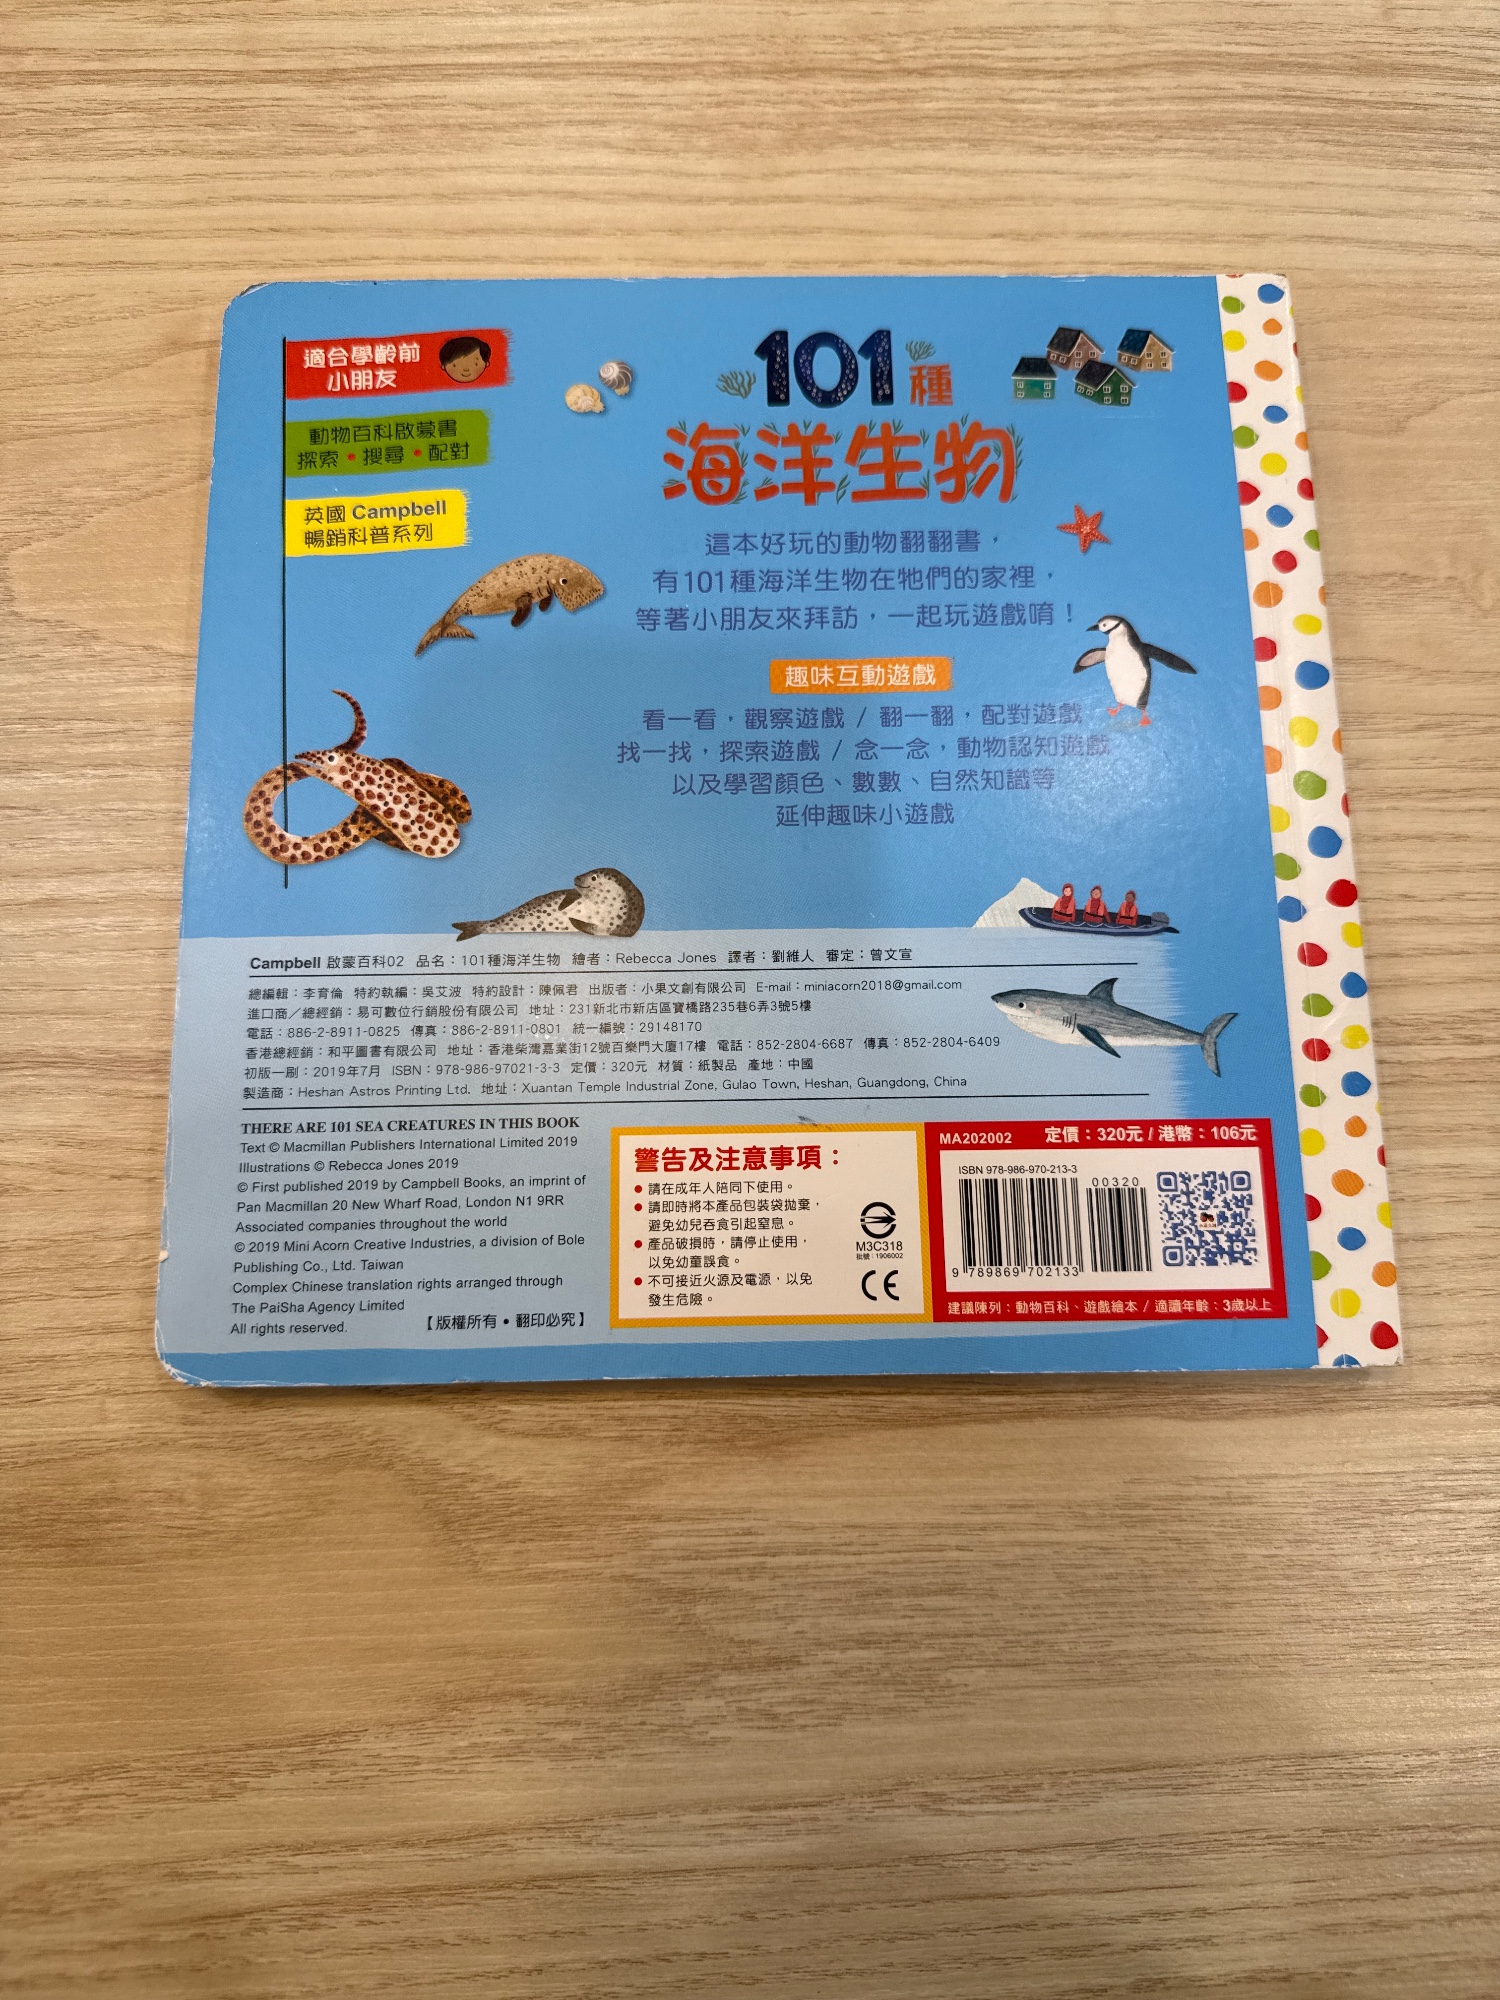 適合學齡前
小朋友
動物百科啟蒙書
探索•搜尋•配對
英國 Campbell
暢銷科普系列
101種
海洋生物
這本好玩的動物翻翻書，
有101種海洋生物在牠們的家裡，
等著小朋友來拜訪，一起玩遊戲唷！
趣味互動遊戲
看一看，觀察遊戲 / 翻一翻，配對遊戲
找一找，探索遊戲 / 念一念，動物認知遊戲
以及學習顏色、數數、自然知識等
延伸趣味小遊戲
Campbell 啟蒙百科02 品名：101種海洋生物 繪者：Rebecca Jones 譯者：劉維人 審定：曾文宣
總編輯：李育倫 特約執編：吳艾波 特約設計：陳佩君 出版者：小果文創有限公司 E-mail：miniacorn2018@gmail.com
進口商／總經銷：易可數位行銷股份有限公司 地址：231新北市新店區寶橋路235巷6弄3號5樓
電話：886-2-8911-0825 傳真：886-2-8911-0801 統一編號：29148170
香港總經銷：和平圖書有限公司 地址：香港柴灣嘉業街12號百樂門大廈17樓 電話：852-2804-6687 傳真：852-2804-6409
初版一刷：2019年7月 ISBN：978-986-97021-3-3 定價：320元 材質：紙製品 產地：中國
製造商：Heshan Astros Printing Ltd. 地址：Xuantan Temple Industrial Zone, Gulao Town, Heshan, Guangdong, China
THERE ARE 101 SEA CREATURES IN THIS BOOK
Text © Macmillan Publishers International Limited 2019
Illustrations © Rebecca Jones 2019
© First published 2019 by Campbell Books, an imprint of
Pan Macmillan 20 New Wharf Road, London N1 9RR
Associated companies throughout the world
© 2019 Mini Acorn Creative Industries, a division of Bole
Publishing Co., Ltd. Taiwan
Complex Chinese translation rights arranged through
The PaiSha Agency Limited
All rights reserved.
【版權所有•翻印必究】
警告及注意事項：
•請在成年人陪同下使用。
•請即時將本產品包裝袋拋棄，
避免幼兒吞食引起窒息。
•產品破損時，請停止使用，
以免幼童誤食。
•不可接近火源及電源，以免
發生危險。
M3C318
批號：1906002
CE
MA202002 定價：320元 / 港幣：106元
ISBN 978-986-970-213-3
00320
9 789869 702133
建議陳列：動物百科、遊戲繪本 / 適讀年齡：3歲以上